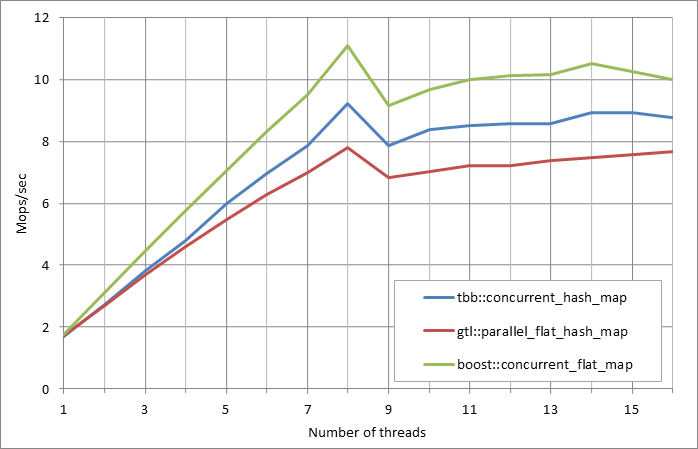 12
10
8
6
4
2
0
Mops/sec
tbb::concurrent_hash_map
gtl::parallel_flat_hash_map
boost::concurrent_flat_map
1 3 5 7 9 11 13 15
Number of threads